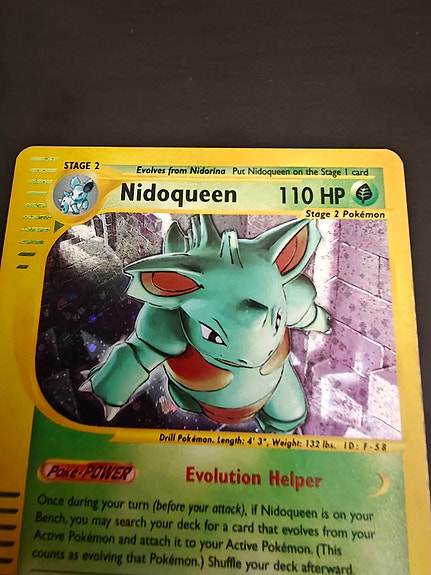 STAGE 2
Evolves from Nidorina Put Nidoqueen on the Stage 1 card
Nidoqueen 110 HP
Stage 2 Pokémon
Drill Pokémon. Length: 4' 3", Weight: 132 lbs. ID: F-58
Poké-POWER Evolution Helper
Once during your turn (before your attack), if Nidoqueen is on your
Bench, you may search your deck for a card that evolves from your
Active Pokémon and attach it to your Active Pokémon. (This
counts as evolving that Pokémon.) Shuffle your deck afterward.